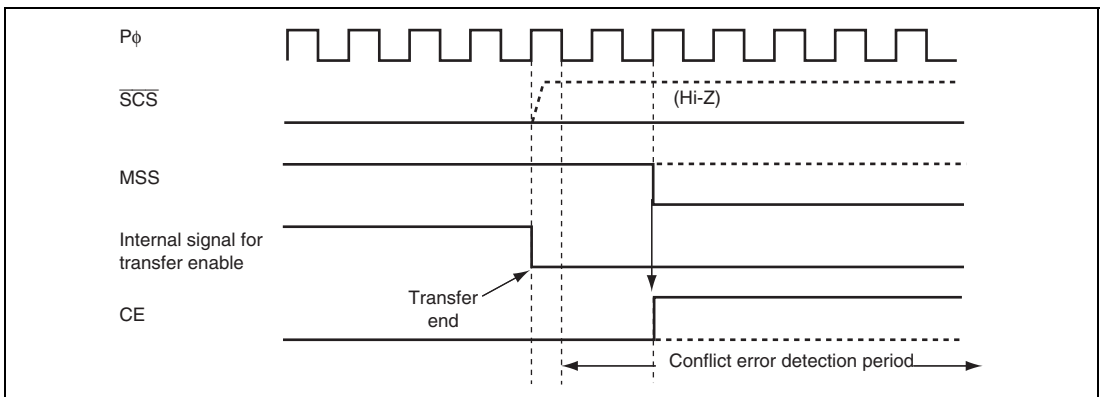 Pϕ
SCS
(Hi-Z)
MSS
Internal signal for
transfer enable
Transfer
end
CE
Conflict error detection period